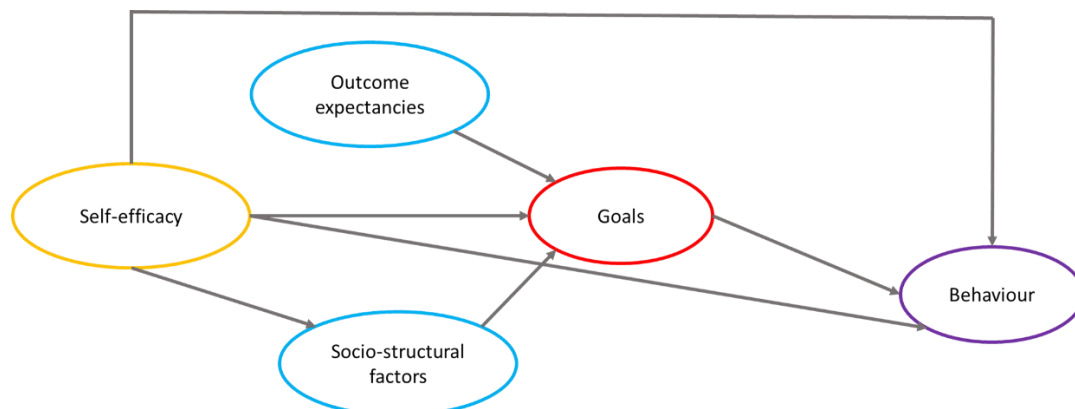 Outcome
expectancies
Self-efficacy
Goals
Behaviour
Socio-structural
factors